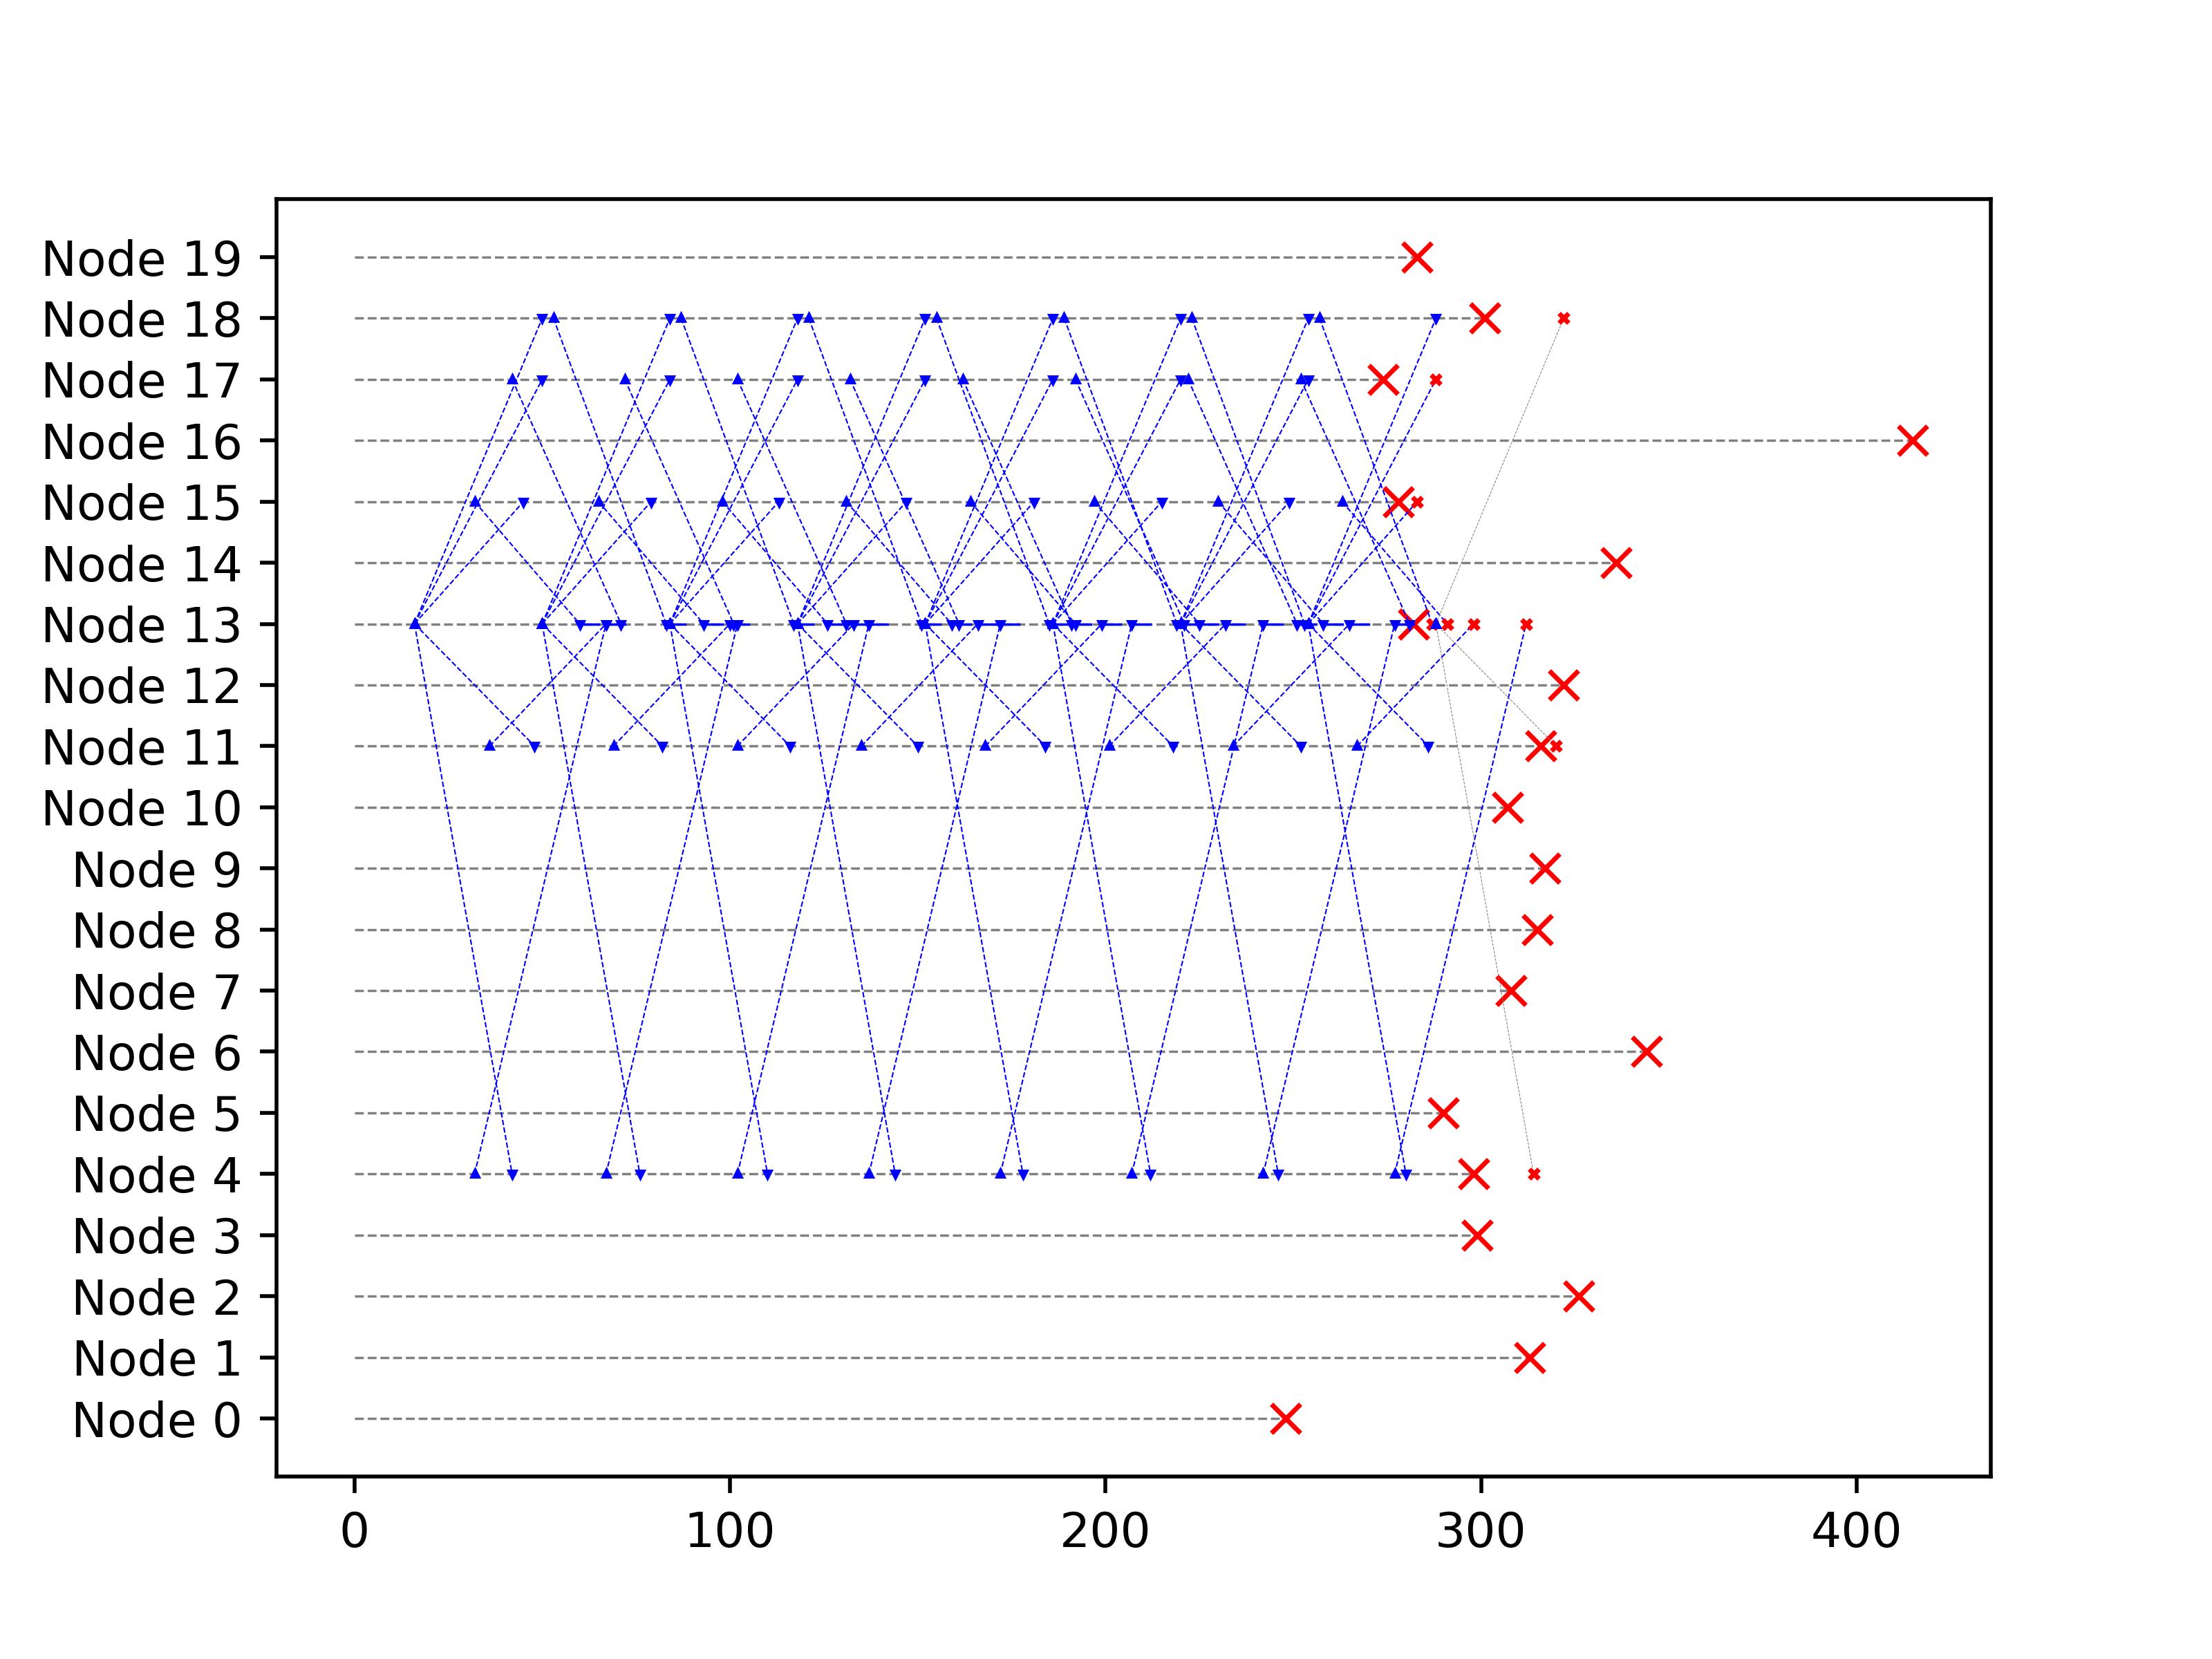 Node 19
Node 18
Node 17
Node 16
Node 15
Node 14
Node 13
Node 12
Node 11
Node 10
Node 9
Node 8
Node 7
Node 6
Node 5
Node 4
Node 3
Node 2
Node 1
Node 0
0 100 200 300 400